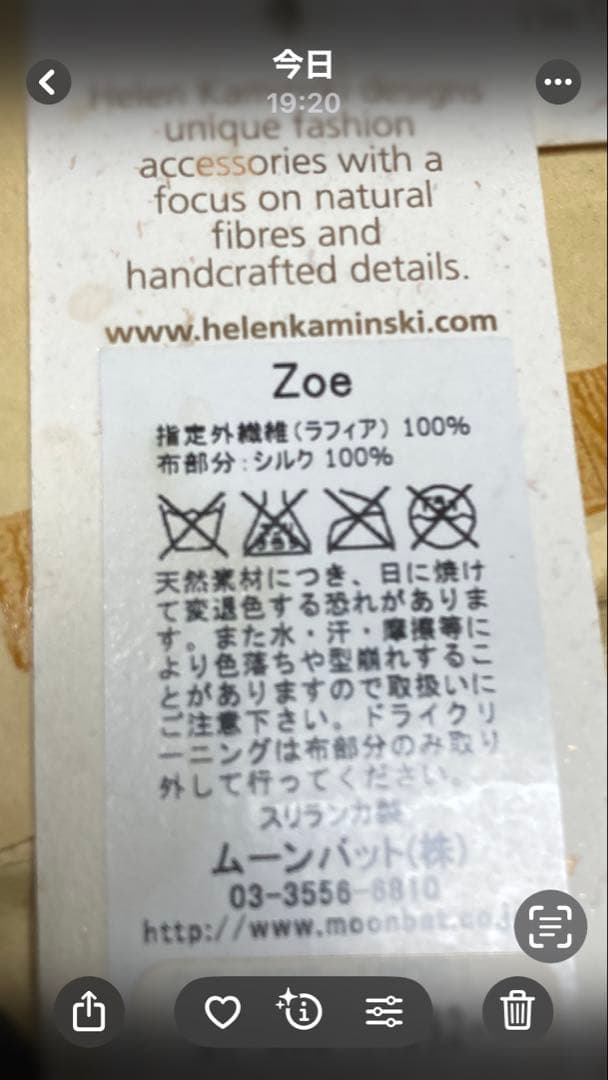 今日
19:20
Helen Kaminski designs
unique fashion
accessories with a
focus on natural
fibres and
handcrafted details.
www.helenkaminski.com
Zoe
指定外繊維(ラフィア) 100%
布部分:シルク 100%
天然素材につき、日に焼け
て変退色する恐れがありま
す。また水・汗・摩擦等に
より色落ちや型崩れするこ
とがありますので取扱いに
ご注意下さい。ドライクリ
ーニングは布部分のみ取り
外して行ってください。
スリランカ製
ムーンバット(株)
03-3556-6810
http://www.moonbat.co.j